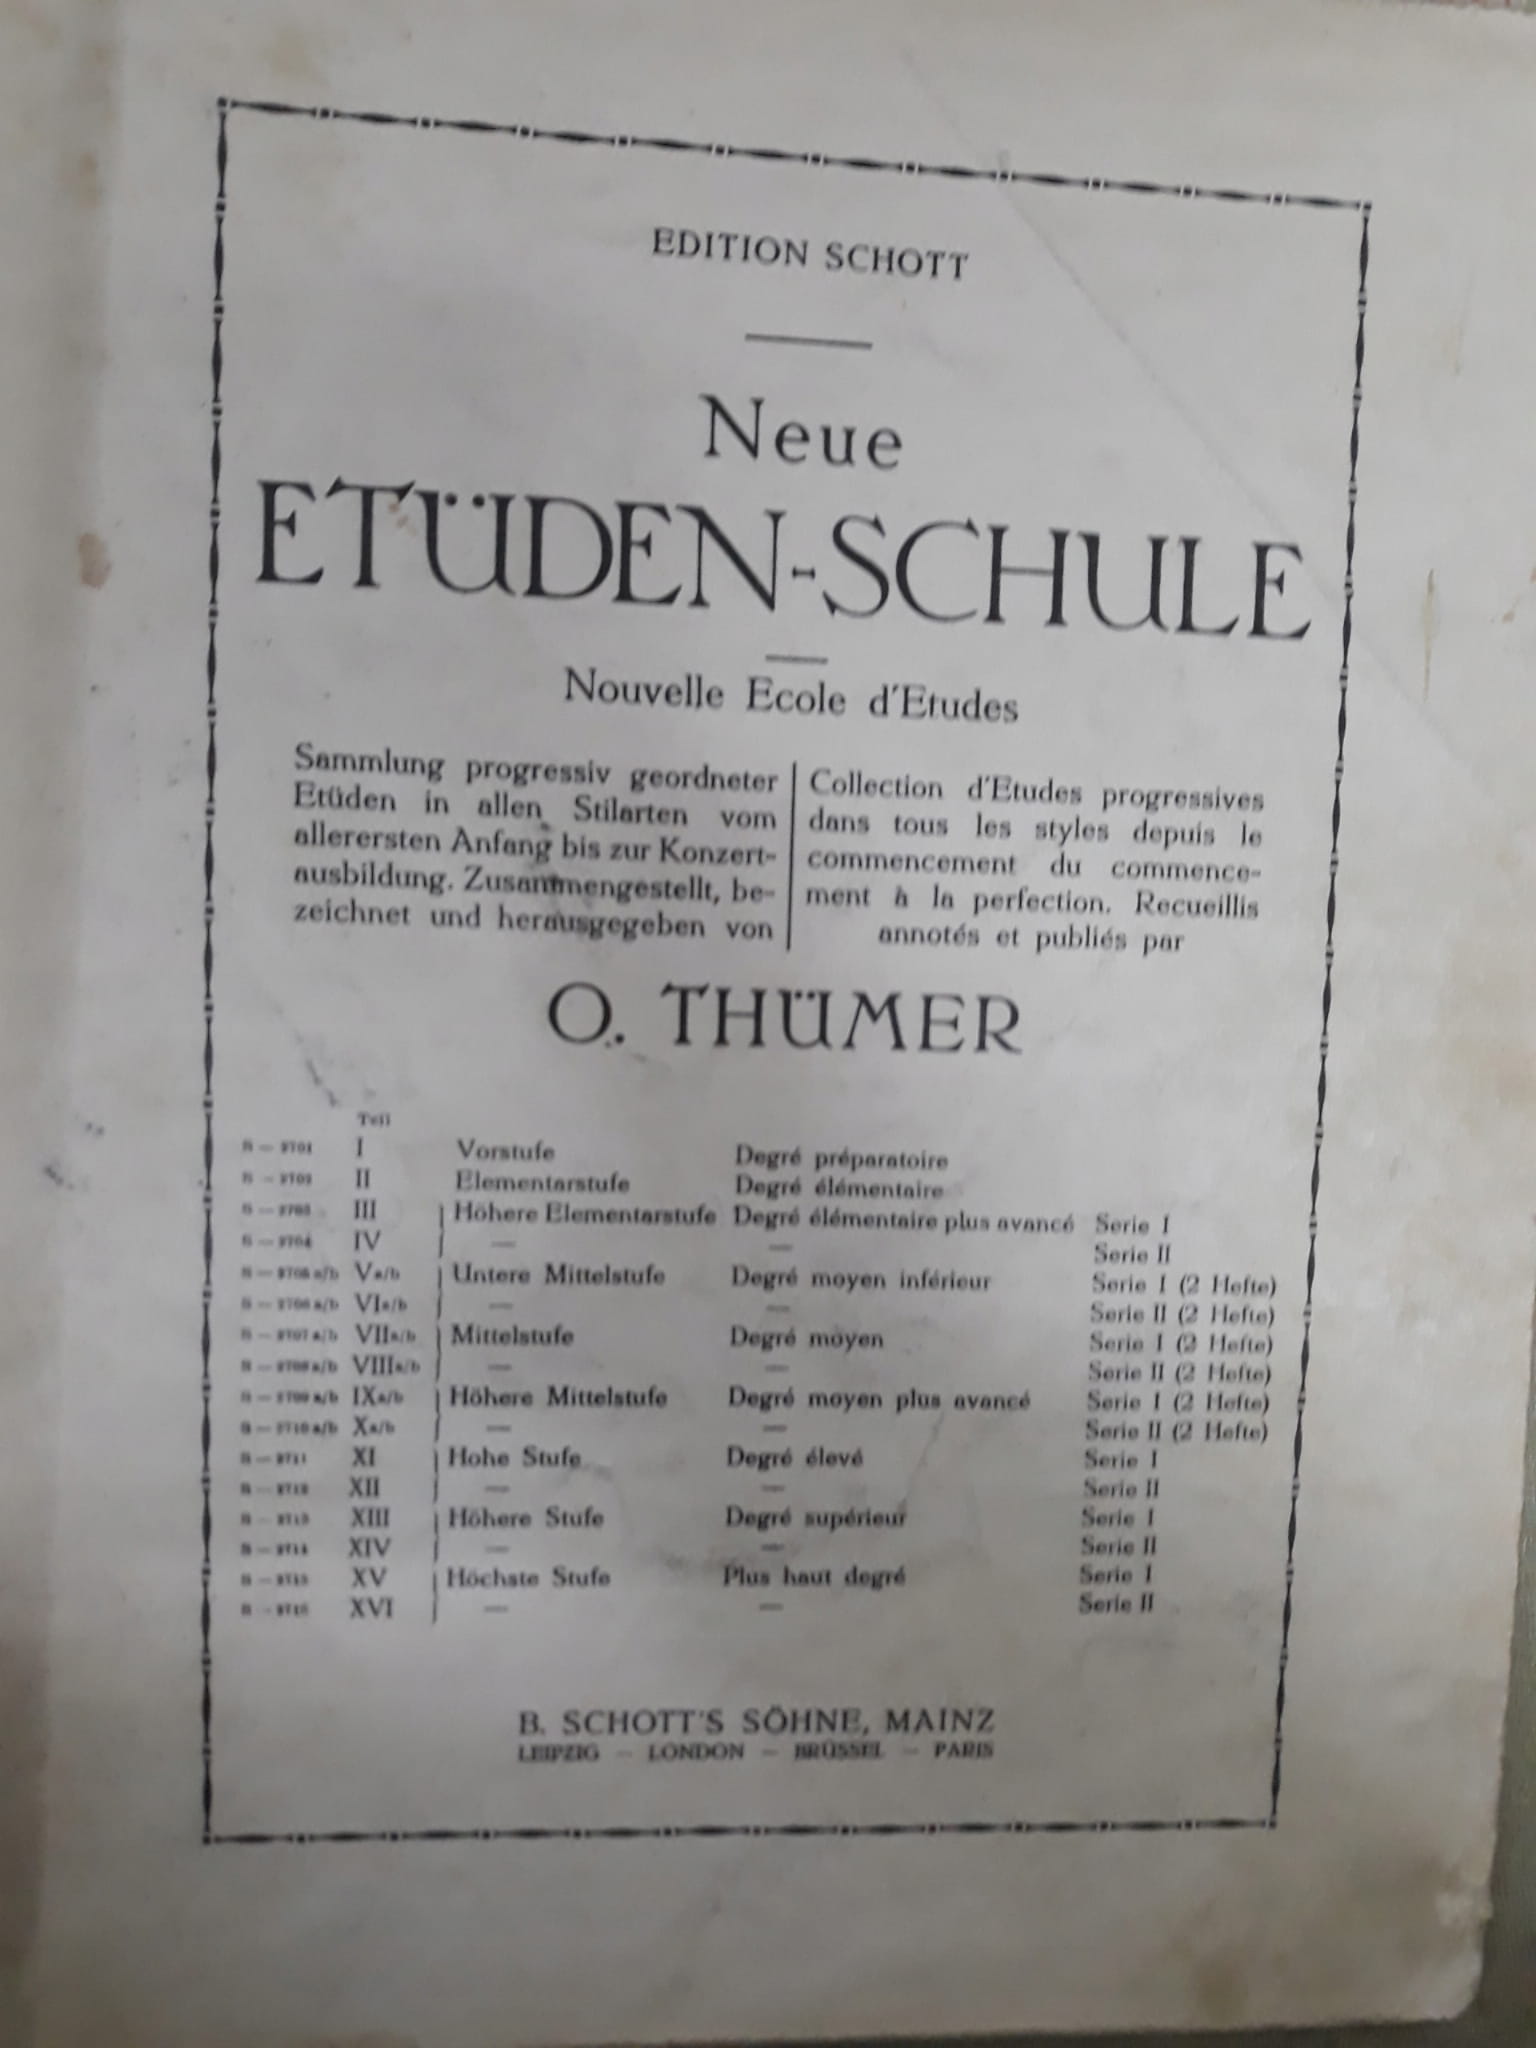 EDITION SCHOTT
Neue
ETÜDEN-SCHULE
Nouvelle Ecole d'Etudes
Sammlung progressiv geordneter
Etüden in allen Stilarten vom
allerersten Anfang bis zur Konzert-
ausbildung. Zusammengestellt, be-
zeichnet und herausgegeben von
Collection d'Etudes progressives
dans tous les styles depuis le
commencement du commence-
ment à la perfection. Recueillis
annotés et publiés par
O. THÜMER
Teil
I Vorstufe Degré préparatoire
II Elementarstufe Degré élémentaire
III Höhere Elementarstufe Degré élémentaire plus avancé Serie I
IV — — Serie II
Va/b Untere Mittelstufe Degré moyen inférieur Serie I (2 Hefte)
VIa/b — — Serie II (2 Hefte)
VIIa/b Mittelstufe Degré moyen Serie I (2 Hefte)
VIIIa/b — — Serie II (2 Hefte)
IXa/b Höhere Mittelstufe Degré moyen plus avancé Serie I (2 Hefte)
Xa/b — — Serie II (2 Hefte)
XI Hohe Stufe Degré élevé Serie I
XII — — Serie II
XIII Höhere Stufe Degré supérieur Serie I
XIV — — Serie II
XV Höchste Stufe Plus haut degré Serie I
XVI — — Serie II
B. SCHOTT'S SÖHNE, MAINZ
LEIPZIG — LONDON — BRÜSSEL — PARIS